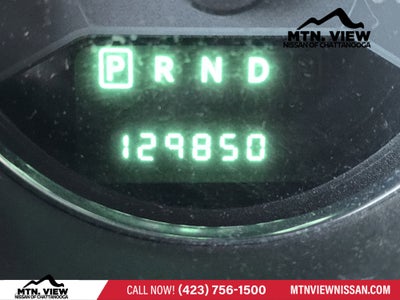 MTN. VIEW
NISSAN OF CHATTANOOGA
P R N D
129850
MTN. VIEW
NISSAN OF CHATTANOOGA
CALL NOW! (423) 756-1500
MTNVIEWNISSAN.COM